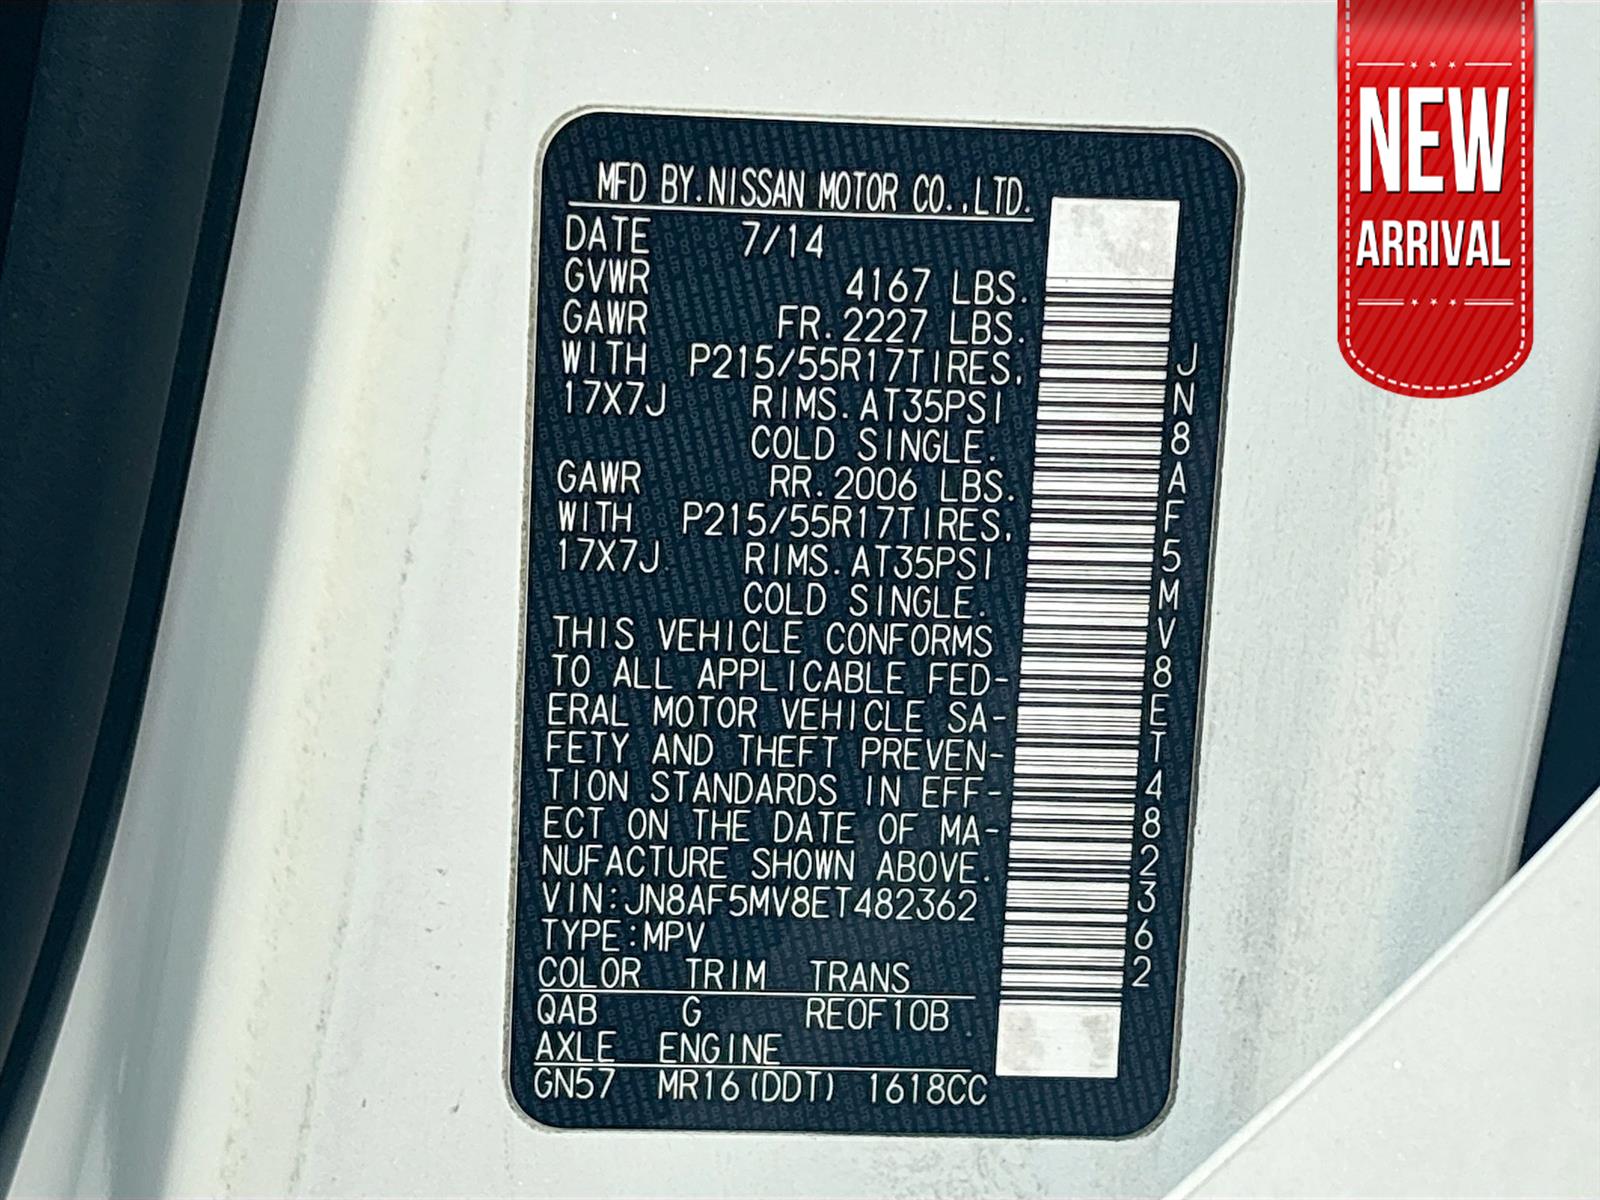 MFD BY.NISSAN MOTOR CO.,LTD.
DATE 7/14
GVWR 4167 LBS.
GAWR FR.2227 LBS.
WITH P215/55R17TIRES,
17X7J RIMS.AT35PSI
COLD SINGLE.
GAWR RR.2006 LBS.
WITH P215/55R17TIRES,
17X7J RIMS.AT35PSI
COLD SINGLE.
THIS VEHICLE CONFORMS
TO ALL APPLICABLE FED-
ERAL MOTOR VEHICLE SA-
FETY AND THEFT PREVEN-
TION STANDARDS IN EFF-
ECT ON THE DATE OF MA-
NUFACTURE SHOWN ABOVE.
VIN:JN8AF5MV8ET482362
TYPE:MPV
COLOR TRIM TRANS
QAB G RE0F10B
AXLE ENGINE
GN57 MR16(DDT) 1618CC
JN8AF5MV8ET482362
NEW
ARRIVAL